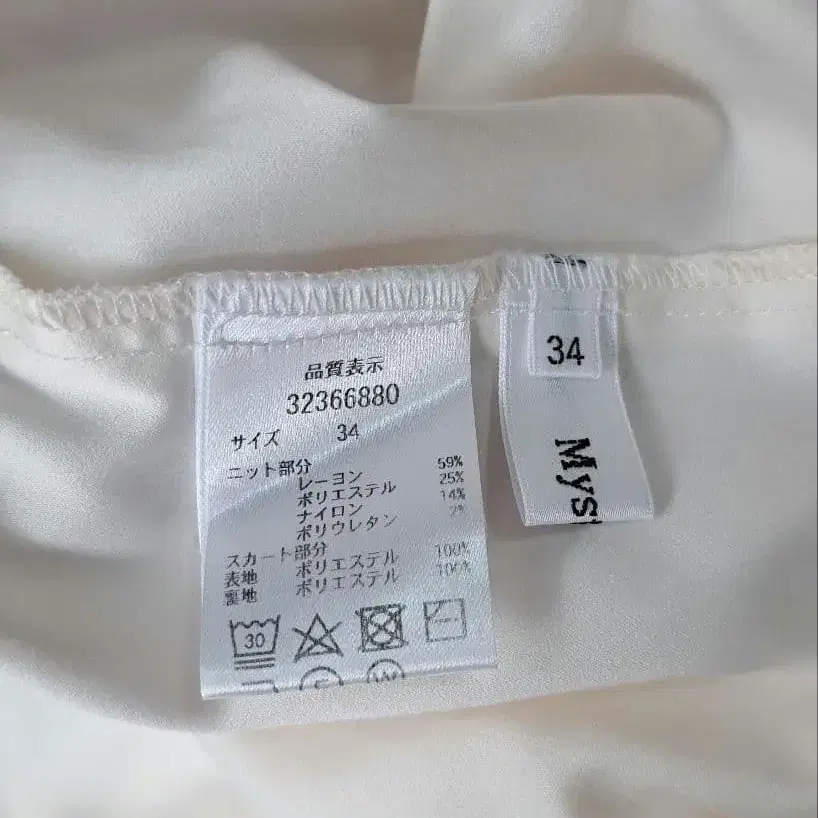 品質表示
32366880
サイズ 34
ニット部分
レーヨン 59%
ポリエステル 25%
ナイロン 14%
ポリウレタン 2%
スカート部分
表地 ポリエステル 100%
裏地 ポリエステル 100%
30
W
34
Mys